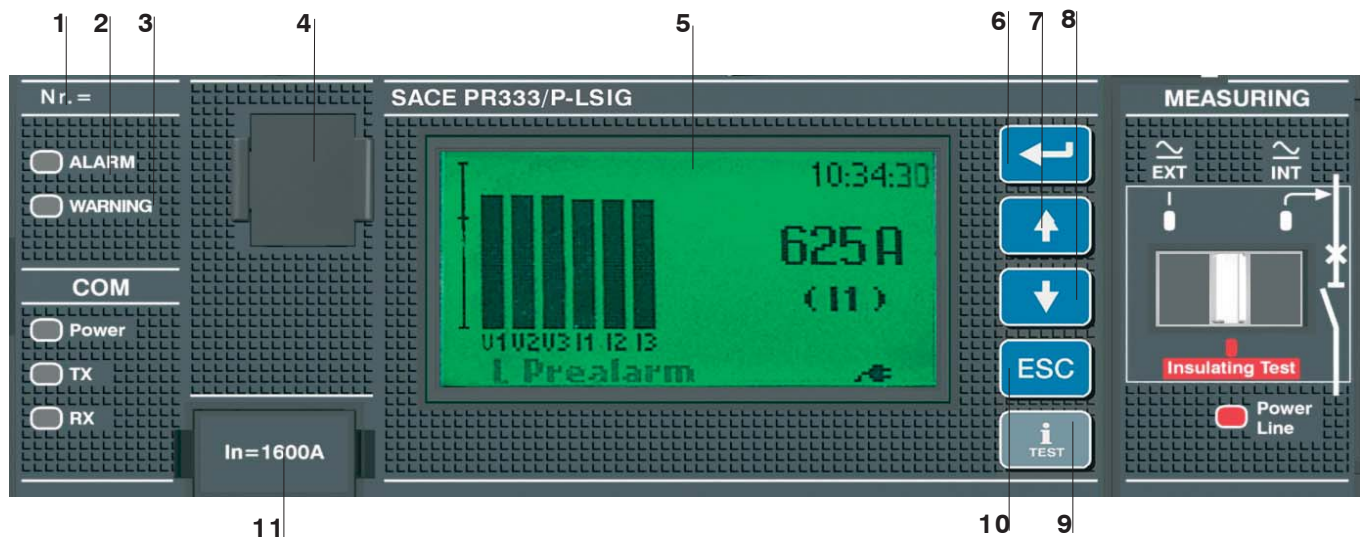 1 2 3 4 5 6 7 8
Nr.=
ALARM
WARNING
COM
Power
TX
RX
In=1600A
SACE PR333/P-LSIG
10:34:30
625A
(I1)
V1 V2 V3 I1 I2 I3
L Prealarm
ESC
i
TEST
MEASURING
EXT INT
Insulating Test
Power
Line
11 10 9